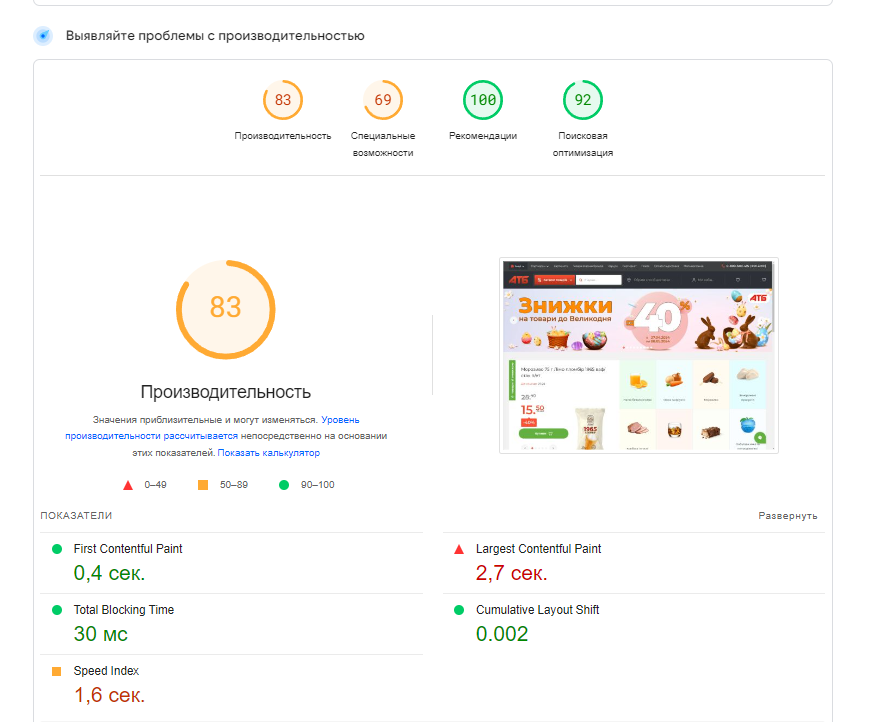 Выявляйте проблемы с производительностью
83
69
100
92
Производительность
Специальные возможности
Рекомендации
Поисковая оптимизация
83
Производительность
Значения приблизительные и могут изменяться. Уровень
производительности рассчитывается непосредственно на основании
этих показателей. Показать калькулятор
0–49
50–89
90–100
АТБ
ЗНИЖКИ
на товари до Великодня
40
АТБ
15.50
1965
ПОКАЗАТЕЛИ
Развернуть
First Contentful Paint
0,4 сек.
Largest Contentful Paint
2,7 сек.
Total Blocking Time
30 мс
Cumulative Layout Shift
0.002
Speed Index
1,6 сек.